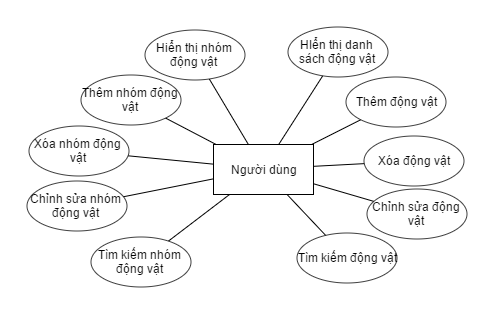 Hiển thị nhóm
động vật
HIển thị danh
sách động vật
Thêm nhóm động
vật
Thêm động vật
Xóa nhóm động
vật
Người dùng
Xóa động vật
Chỉnh sửa nhóm
động vật
Chỉnh sửa động
vật
Tìm kiếm nhóm
động vật
Tìm kiếm động vật